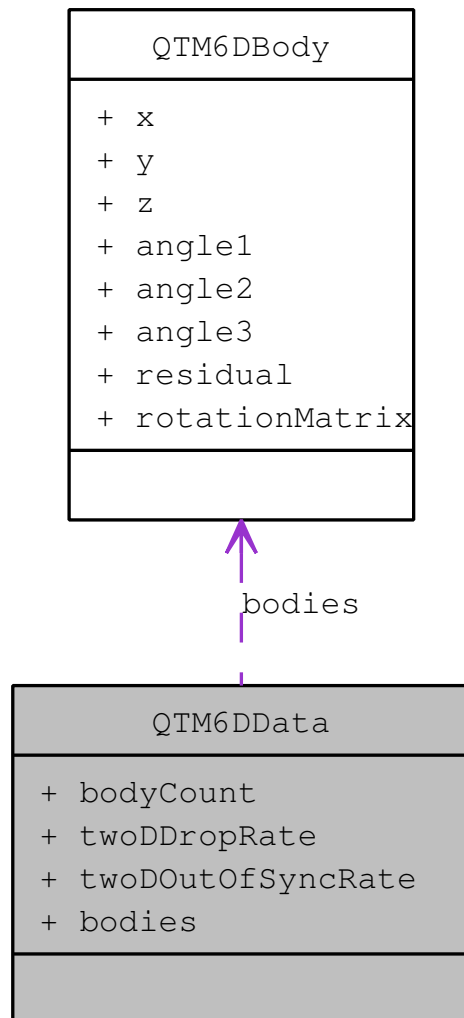 QTM6DBody
+ x
+ y
+ z
+ angle1
+ angle2
+ angle3
+ residual
+ rotationMatrix
bodies
QTM6DData
+ bodyCount
+ twoDDropRate
+ twoDOutOfSyncRate
+ bodies